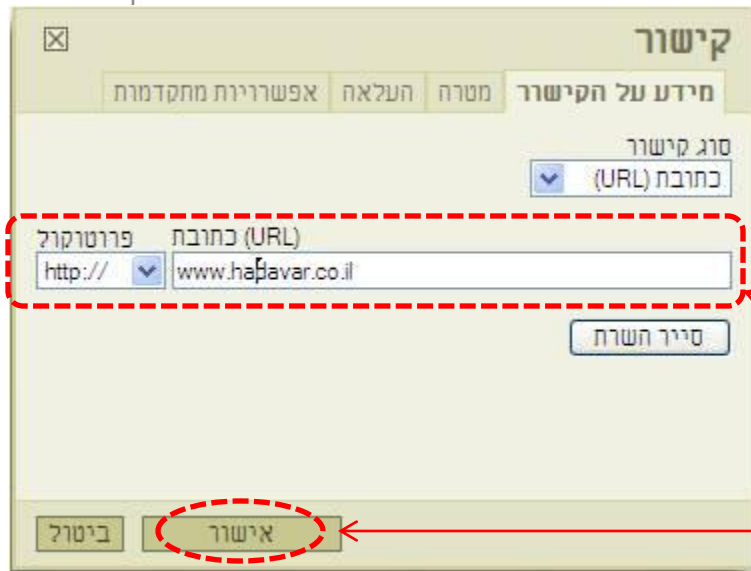 קישור
מידע על הקישור מטרה העלאה אפשרויות מתקדמות
סוג קישור
כתובת (URL)
כתובת (URL) פרוטוקול
http:// www.hadavar.co.il
סייר השרת
אישור ביטול